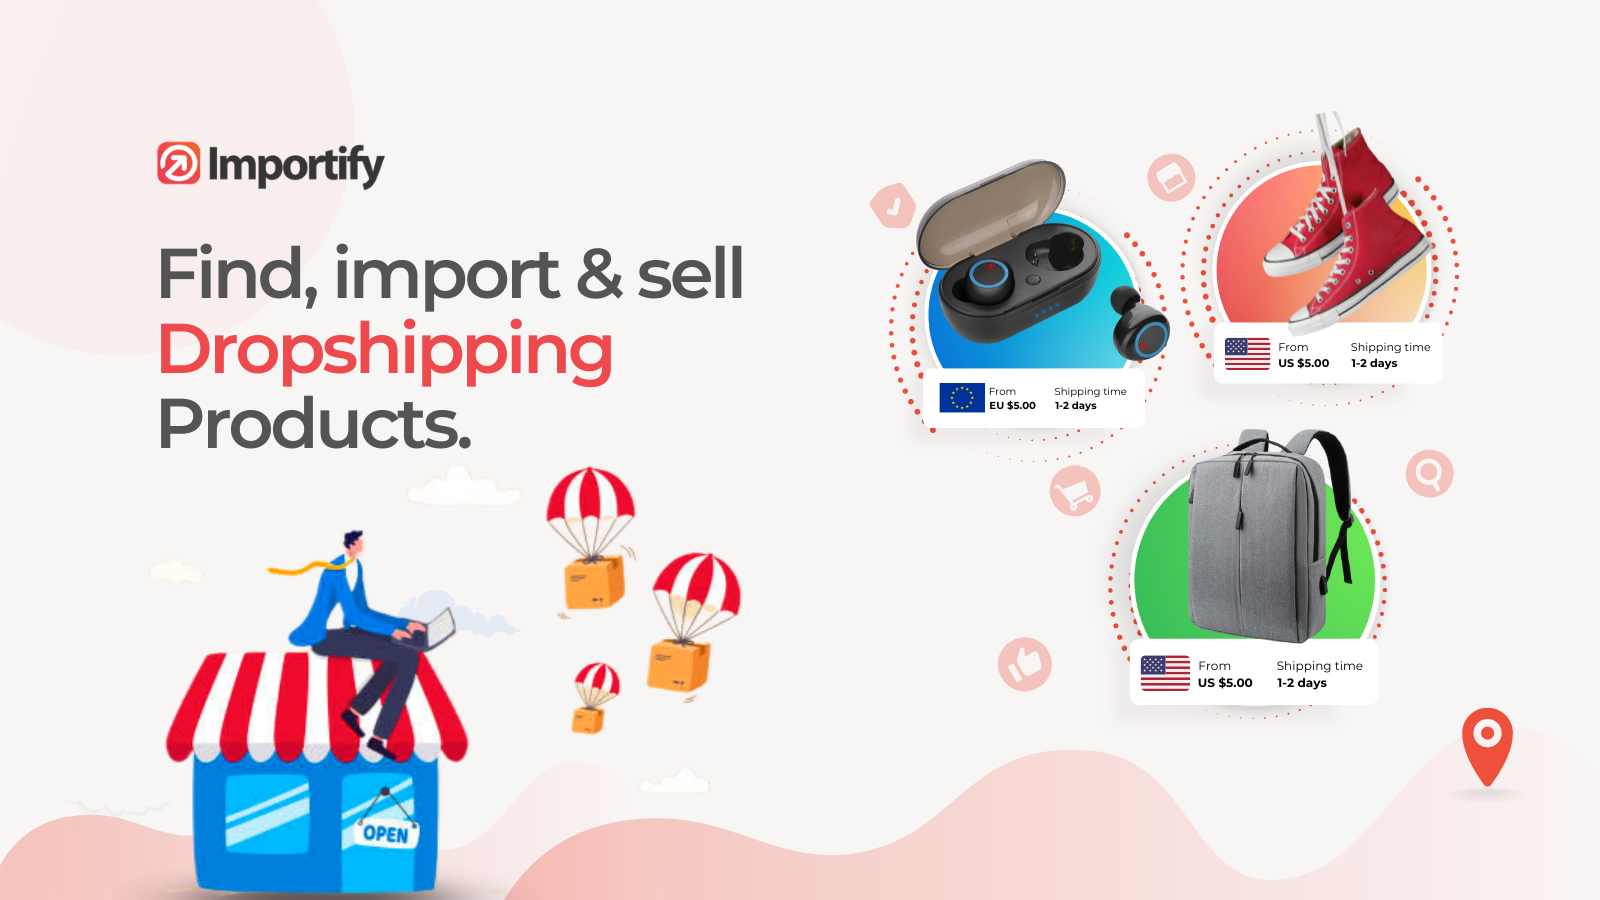 Importify
Find, import & sell
Dropshipping
Products.
OPEN
From
EU $5.00
Shipping time
1-2 days
From
US $5.00
Shipping time
1-2 days
From
US $5.00
Shipping time
1-2 days